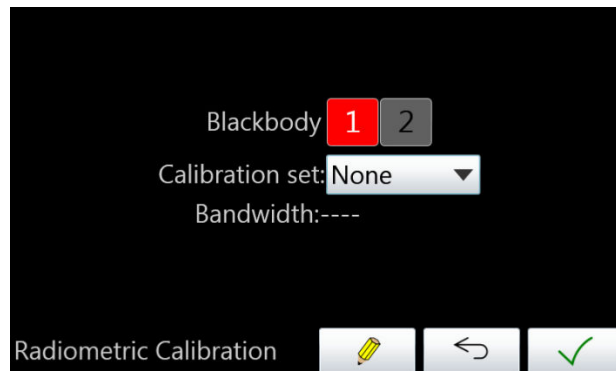 Blackbody 1 2
Calibration set: None
Bandwidth:----
Radiometric Calibration